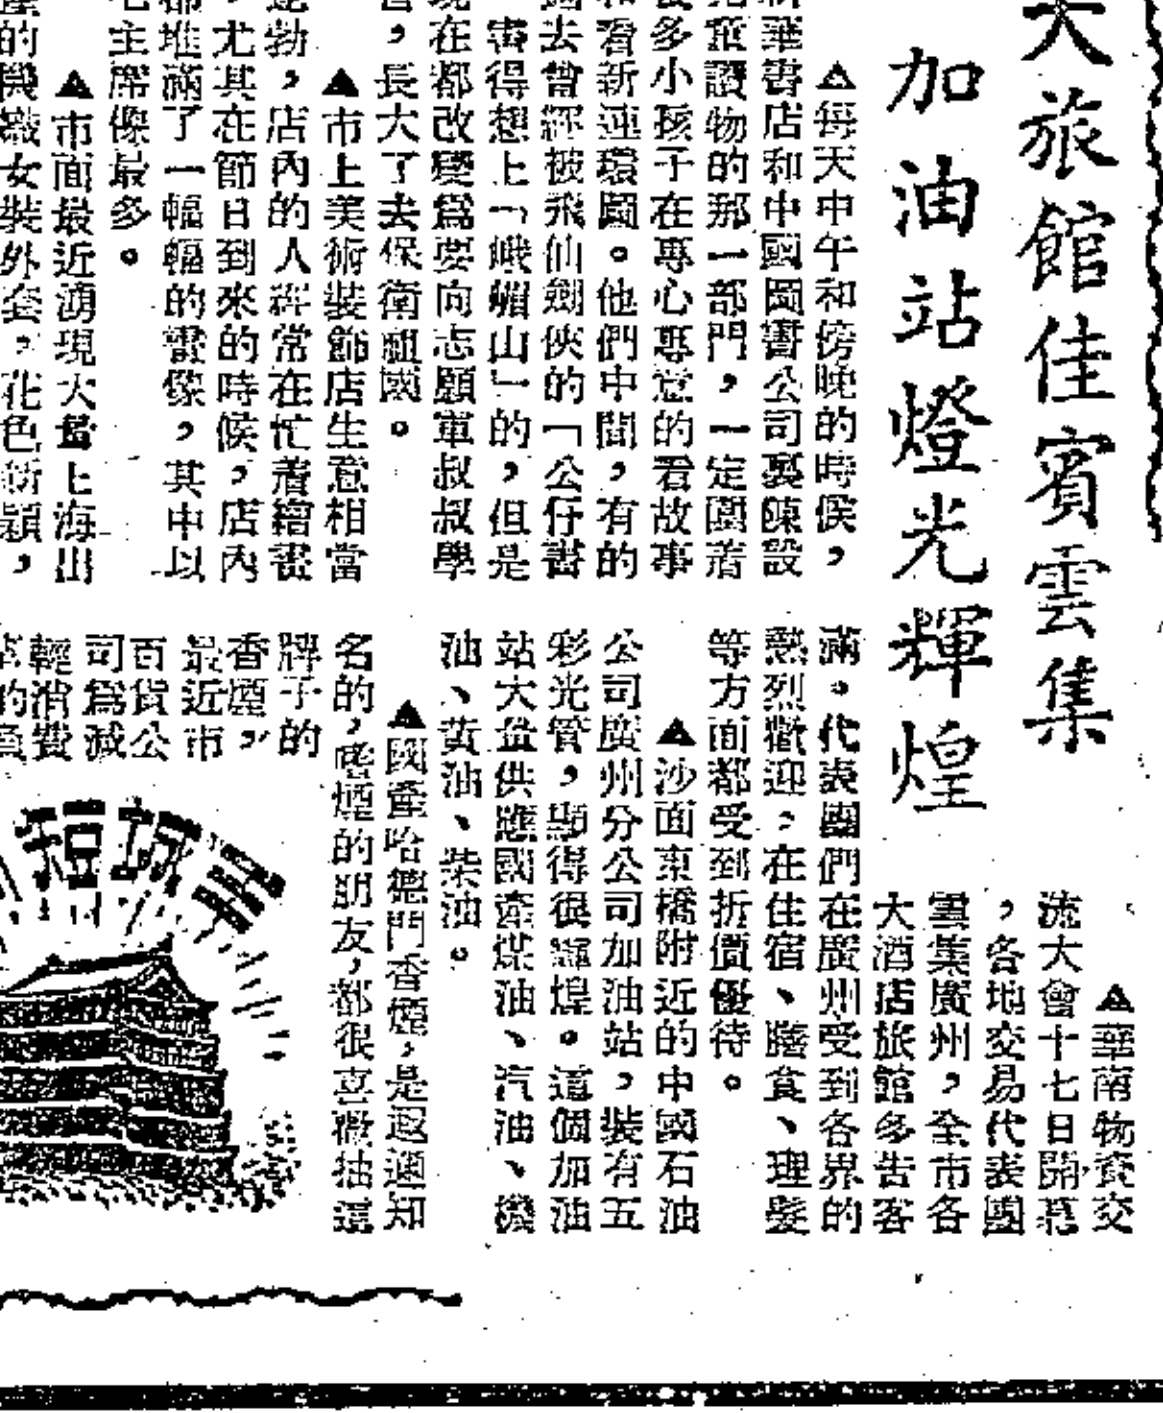 大旅館佳賓雲集
加油站燈光輝煌
▲華南物資交
流大會十七日開幕
，各地交易代表團
雲集廣州，全市各
大酒店旅館多告客
滿。代表團們在廣州受到各界的
熱烈歡迎，在住宿、膳食、理髮
等方面都受到折價優待。
▲沙面東橋附近的中國石油
公司廣州分公司加油站，裝有五
彩光管，顯得很輝煌。這個加油
站大量供應國產煤油、汽油、機
油、黃油、柴油。
▲國產哈德門香煙，是遐邇知
名的，嗜煙的朋友，都很喜歡抽這
牌子的
香煙，
最近市
百貨公
司爲減
輕消費
的負
▲每天中午和傍晚的時候，
新華書店和中國圖書公司裏陳設
兒童讀物的那一部門，一定圍着
很多小孩子在專心專意的看故事
和看新連環圖。他們中間，有的
過去曾經被飛仙劍俠的「公仔書
」害得想上「峨嵋山」的，但是
現在都改變爲要向志願軍叔叔學
習，長大了去保衛祖國。
▲市上美術裝飾店生意相當
蓬勃，店內的人經常在忙着繪畫
，尤其在節日到來的時候，店內
都堆滿了一幅幅的畫像，其中以
毛主席像最多。
▲市面最近湧現大量上海出
產的機織女裝外套，花色新穎，
羊城短